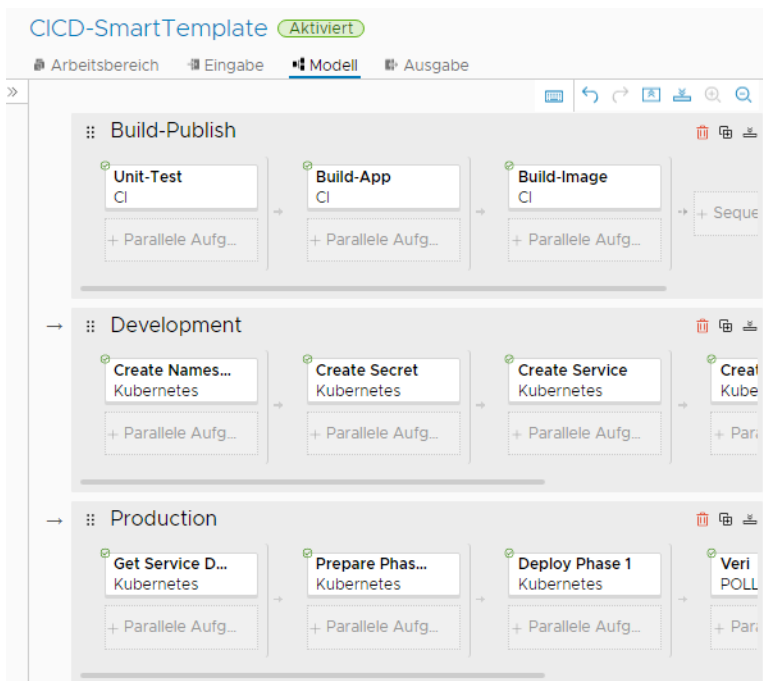 CICD-SmartTemplate Aktiviert
Arbeitsbereich Eingabe Modell Ausgabe
Build-Publish
Unit-Test Build-App Build-Image
CI CI CI
+ Parallele Aufg... + Parallele Aufg... + Parallele Aufg... + Seque
Development
Create Names... Create Secret Create Service Creat
Kubernetes Kubernetes Kubernetes Kube
+ Parallele Aufg... + Parallele Aufg... + Parallele Aufg... + Para
Production
Get Service D... Prepare Phas... Deploy Phase 1 Veri
Kubernetes Kubernetes Kubernetes POLL
+ Parallele Aufg... + Parallele Aufg... + Parallele Aufg... + Para